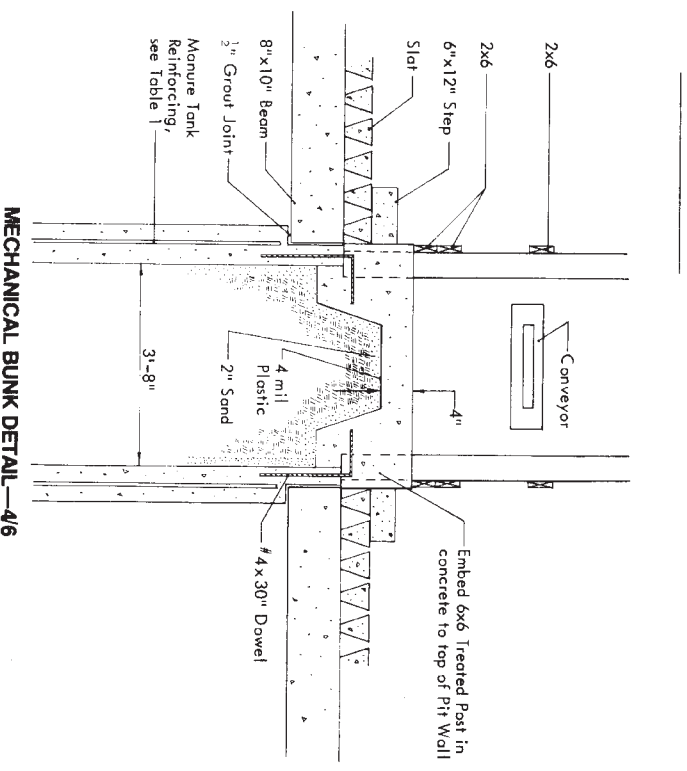 2x6
2x6
6"x12" Step
Slat
8"x10" Beam
1/2" Grout Joint
Manure Tank
Reinforcing,
see Table 1
Conveyor
4"
4 mil
Plastic
2" Sand
3'-8"
Embed 6x6 Treated Post in
concrete to top of Pit Wall
#4x30" Dowel
MECHANICAL BUNK DETAIL—4/6